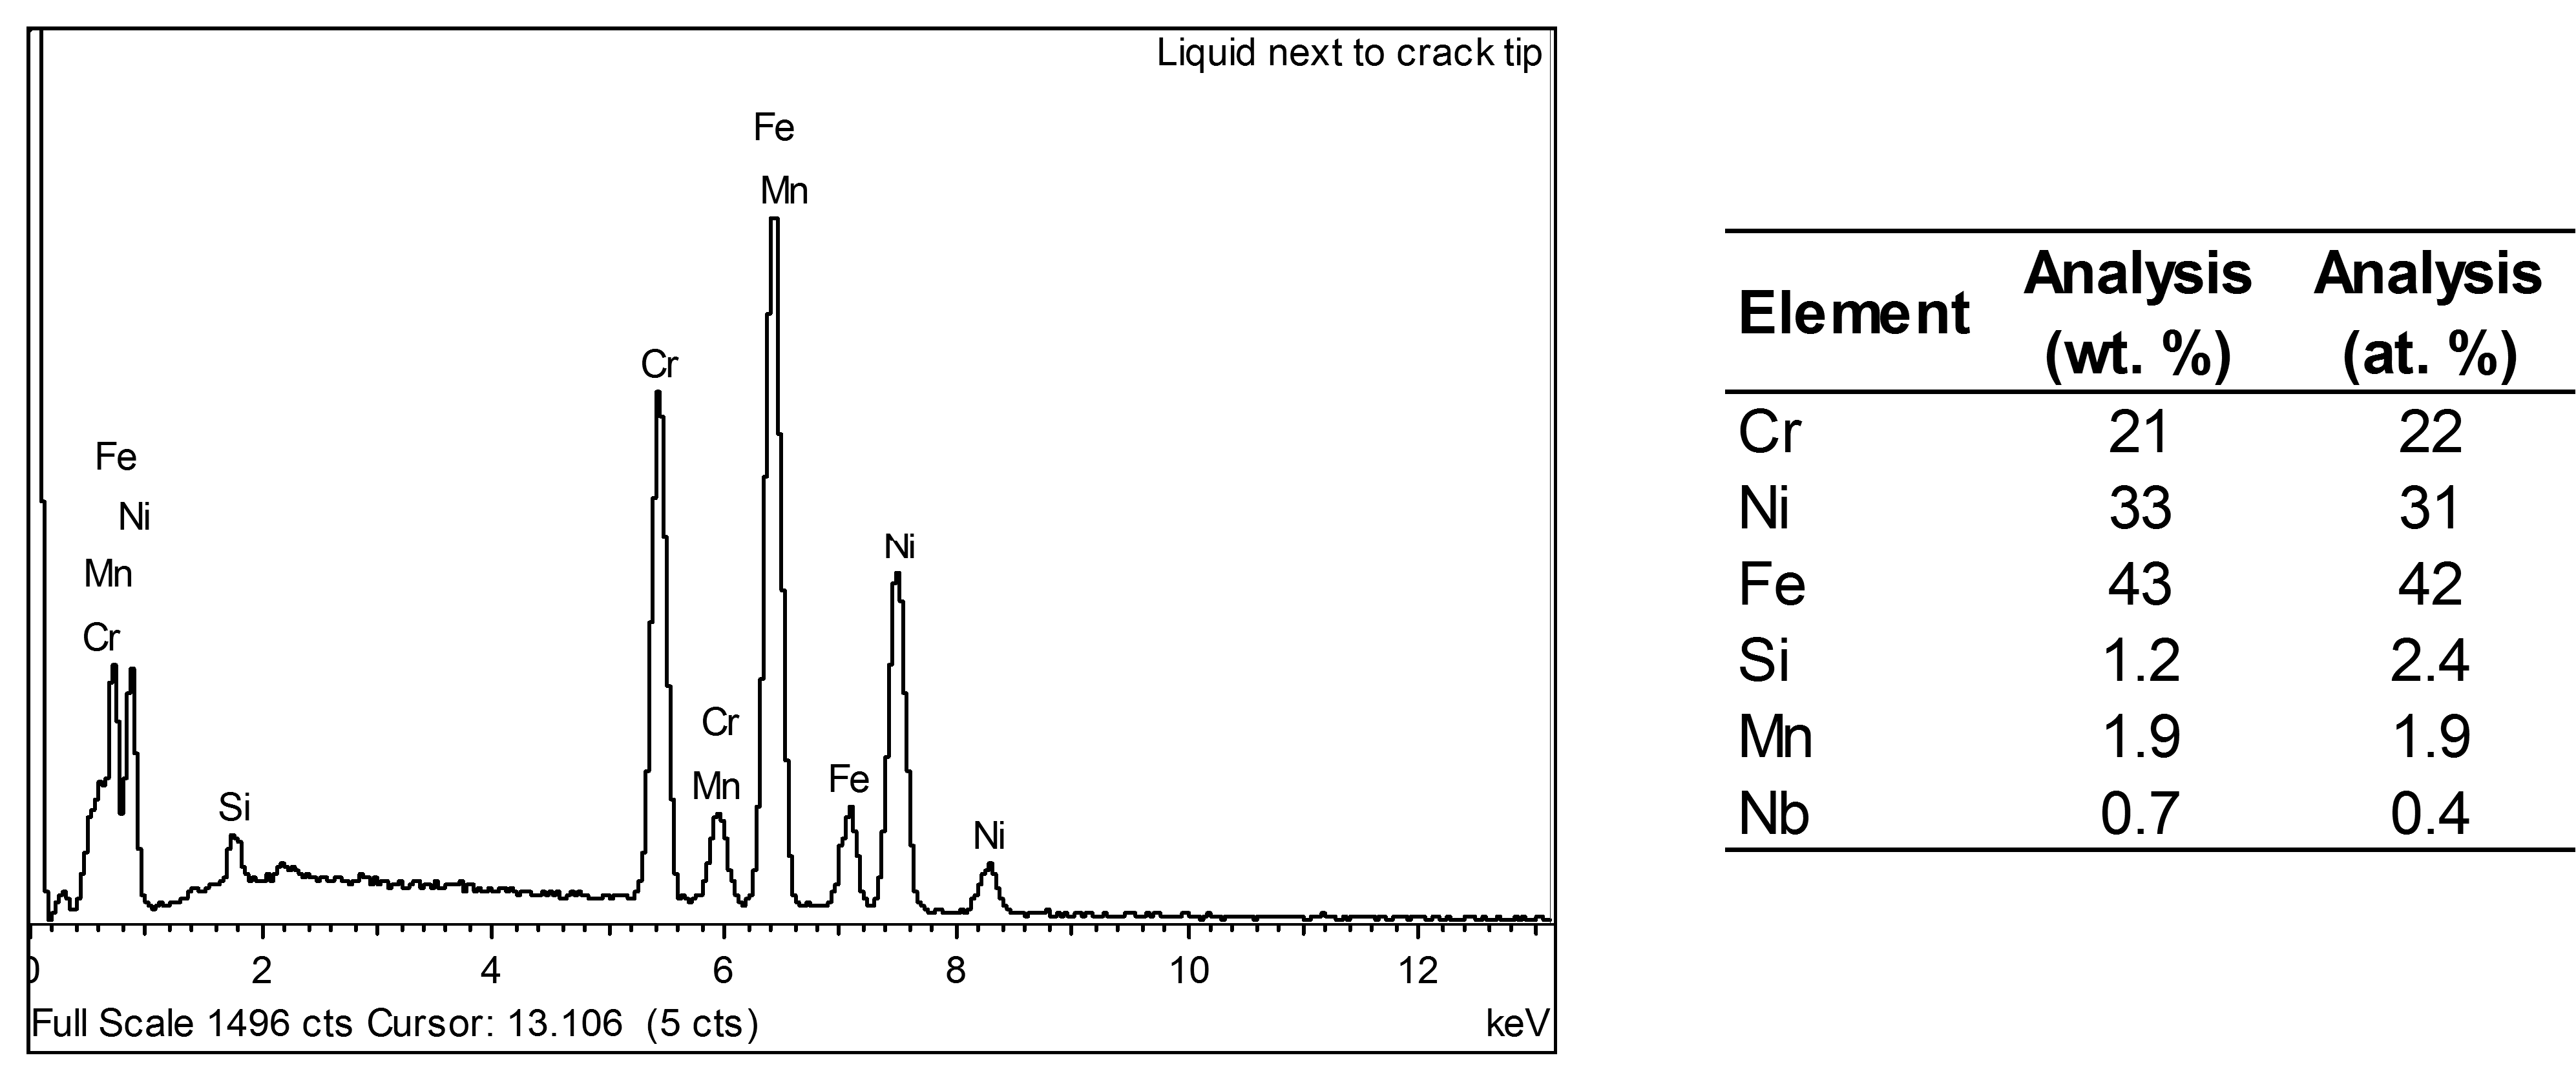 Liquid next to crack tip
Fe
Mn
Cr
Fe
Ni
Ni
Mn
Cr
Cr
Mn
Fe
Si
Ni
0 2 4 6 8 10 12
Full Scale 1496 cts Cursor: 13.106 (5 cts) keV
Element Analysis (wt. %) Analysis (at. %)
Cr 21 22
Ni 33 31
Fe 43 42
Si 1.2 2.4
Mn 1.9 1.9
Nb 0.7 0.4